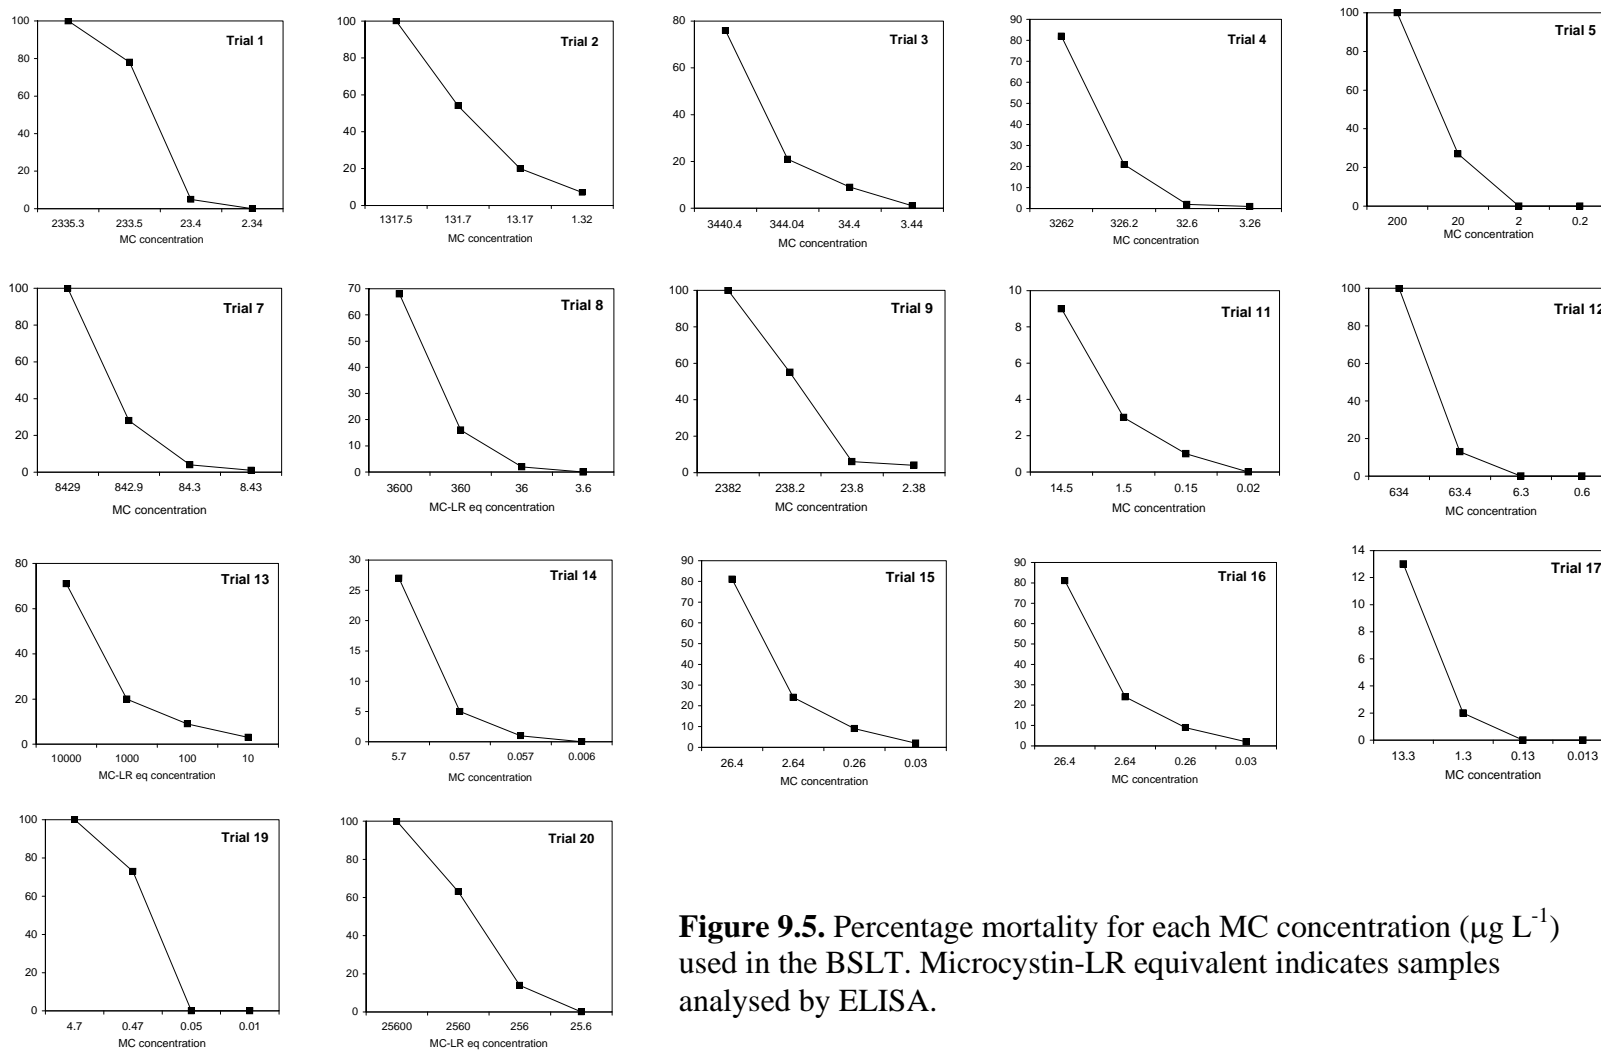 Trial 1
100
80
60
40
20
0
2335.3 233.5 23.4 2.34
MC concentration
Trial 2
100
80
60
40
20
0
1317.5 131.7 13.17 1.32
MC concentration
Trial 3
80
60
40
20
0
3440.4 344.04 34.4 3.44
MC concentration
Trial 4
90
80
70
60
50
40
30
20
10
0
3262 326.2 32.6 3.26
MC concentration
Trial 5
100
80
60
40
20
0
200 20 2 0.2
MC concentration
Trial 7
100
80
60
40
20
0
8429 842.9 84.3 8.43
MC concentration
Trial 8
70
60
50
40
30
20
10
0
3600 360 36 3.6
MC-LR eq concentration
Trial 9
100
80
60
40
20
0
2382 238.2 23.8 2.38
MC concentration
Trial 11
10
8
6
4
2
0
14.5 1.5 0.15 0.02
MC concentration
Trial 12
100
80
60
40
20
0
634 63.4 6.3 0.6
MC concentration
Trial 13
80
60
40
20
0
10000 1000 100 10
MC-LR eq concentration
Trial 14
30
25
20
15
10
5
0
5.7 0.57 0.057 0.006
MC concentration
Trial 15
90
80
70
60
50
40
30
20
10
0
26.4 2.64 0.26 0.03
MC concentration
Trial 16
90
80
70
60
50
40
30
20
10
0
26.4 2.64 0.26 0.03
MC concentration
Trial 17
14
12
10
8
6
4
2
0
13.3 1.3 0.13 0.013
MC concentration
Trial 19
100
80
60
40
20
0
4.7 0.47 0.05 0.01
MC concentration
Trial 20
100
80
60
40
20
0
25600 2560 256 25.6
MC-LR eq concentration
Figure 9.5. Percentage mortality for each MC concentration (µg L⁻¹)
used in the BSLT. Microcystin-LR equivalent indicates samples
analysed by ELISA.